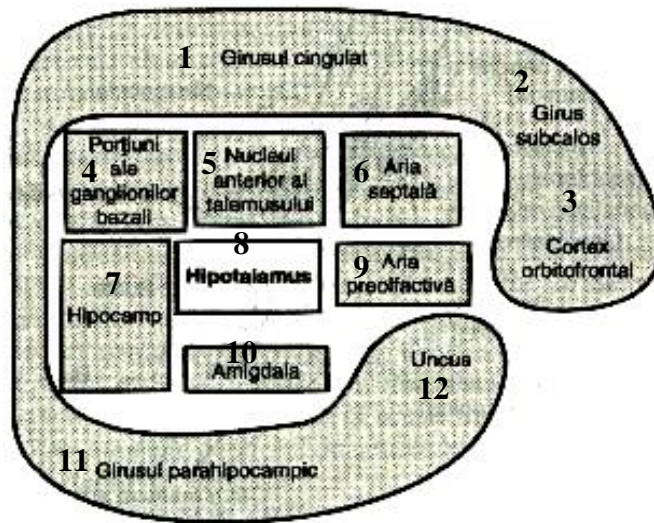 1
Girusul cingulat
2
Girus
subcalos
3
Cortex
orbitofrontal
4
Porţiuni
ale
ganglionilor
bazali
5
Nucleul
anterior al
talamusului
6
Aria
septală
7
Hipocamp
8
Hipotalamus
9
Aria
preolfactivă
10
Amigdala
Uncus
12
11 Girusul parahipocampic